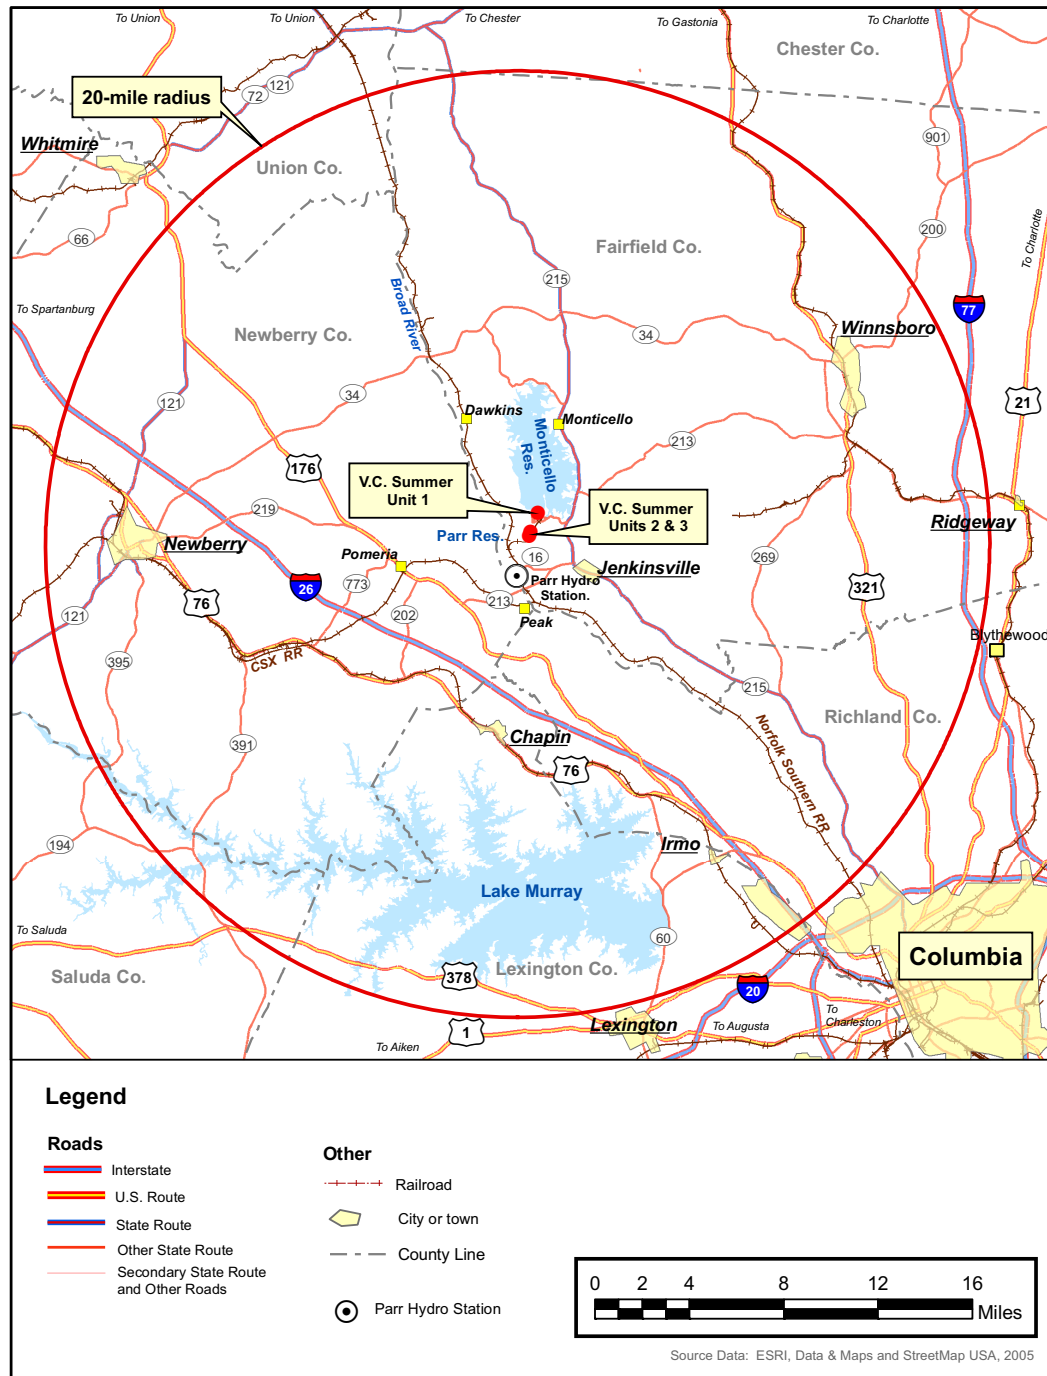 To Union
To Union
To Chester
To Gastonia
To Charlotte
Chester Co.
20-mile radius
72
121
901
Whitmire
Union Co.
66
200
To Charlotte
Fairfield Co.
215
To Spartanburg
Broad River
77
Newberry Co.
34
Winnsboro
121
34
21
Dawkins
Monticello
Monticello
Res.
213
176
V.C. Summer
Unit 1
V.C. Summer
Units 2 & 3
219
Ridgeway
Newberry
Parr Res.
Pomeria
16
269
Jenkinsville
26
773
Parr Hydro
Station.
321
76
213
202
Peak
121
Blythewood
395
CSX RR
215
Richland Co.
391
Chapin
Norfolk Southern RR
76
194
Irmo
Lake Murray
To Saluda
60
Saluda Co.
378
Lexington Co.
Columbia
20
Lexington
1
To Augusta
To
Charleston
To Aiken
Legend
Roads
Interstate
U.S. Route
State Route
Other State Route
Secondary State Route
and Other Roads
Other
Railroad
City or town
County Line
Parr Hydro Station
0 2 4 8 12 16
Miles
Source Data: ESRI, Data & Maps and StreetMap USA, 2005